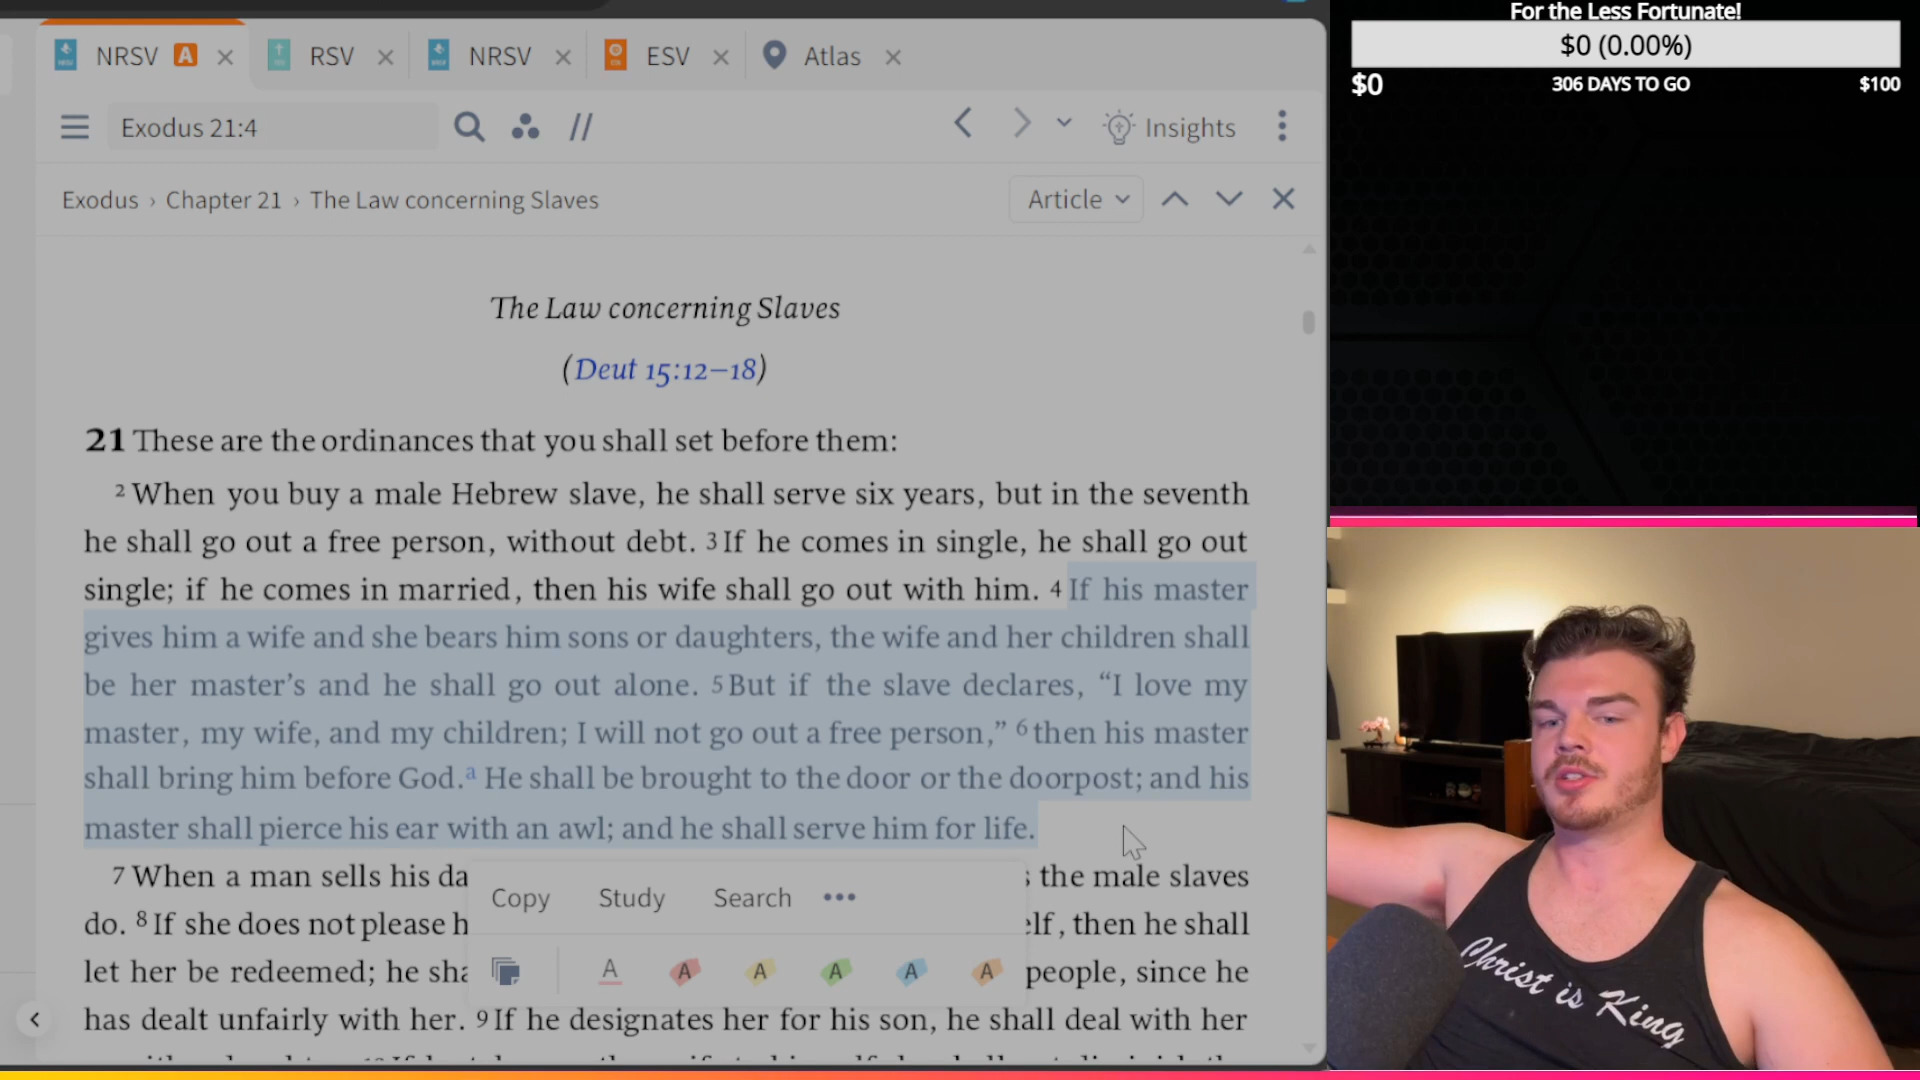 NRSV A
RSV
NRSV
ESV
Atlas
Exodus 21:4
Insights
Exodus › Chapter 21 › The Law concerning Slaves
Article
The Law concerning Slaves
(Deut 15:12–18)
21 These are the ordinances that you shall set before them:
2 When you buy a male Hebrew slave, he shall serve six years, but in the seventh
he shall go out a free person, without debt. 3 If he comes in single, he shall go out
single; if he comes in married, then his wife shall go out with him. 4 If his master
gives him a wife and she bears him sons or daughters, the wife and her children shall
be her master's and he shall go out alone. 5 But if the slave declares, “I love my
master, my wife, and my children; I will not go out a free person,” 6 then his master
shall bring him before God.a He shall be brought to the door or the doorpost; and his
master shall pierce his ear with an awl; and he shall serve him for life.
7 When a man sells his da
the male slaves
do. 8 If she does not please h
elf, then he shall
let her be redeemed; he sha
people, since he
has dealt unfairly with her. 9 If he designates her for his son, he shall deal with her
Copy Study Search •••
A A A A A A
For the Less Fortunate!
$0 (0.00%)
$0 306 DAYS TO GO $100
Christ is King